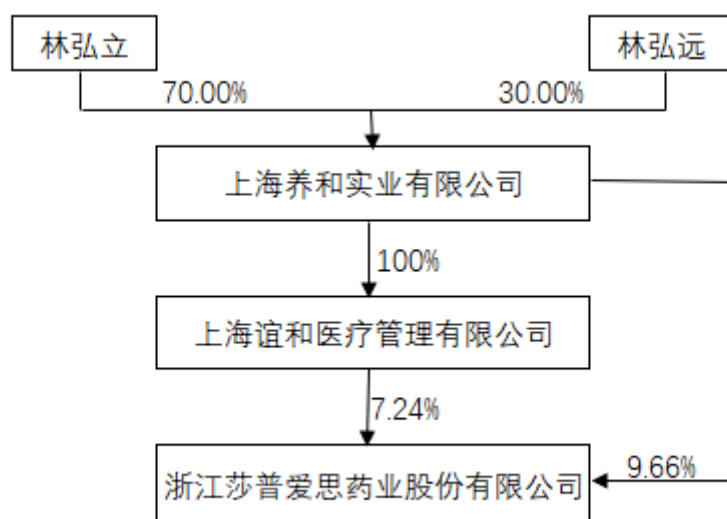 林弘立
林弘远
70.00%
30.00%
上海养和实业有限公司
100%
上海谊和医疗管理有限公司
7.24%
9.66%
浙江莎普爱思药业股份有限公司